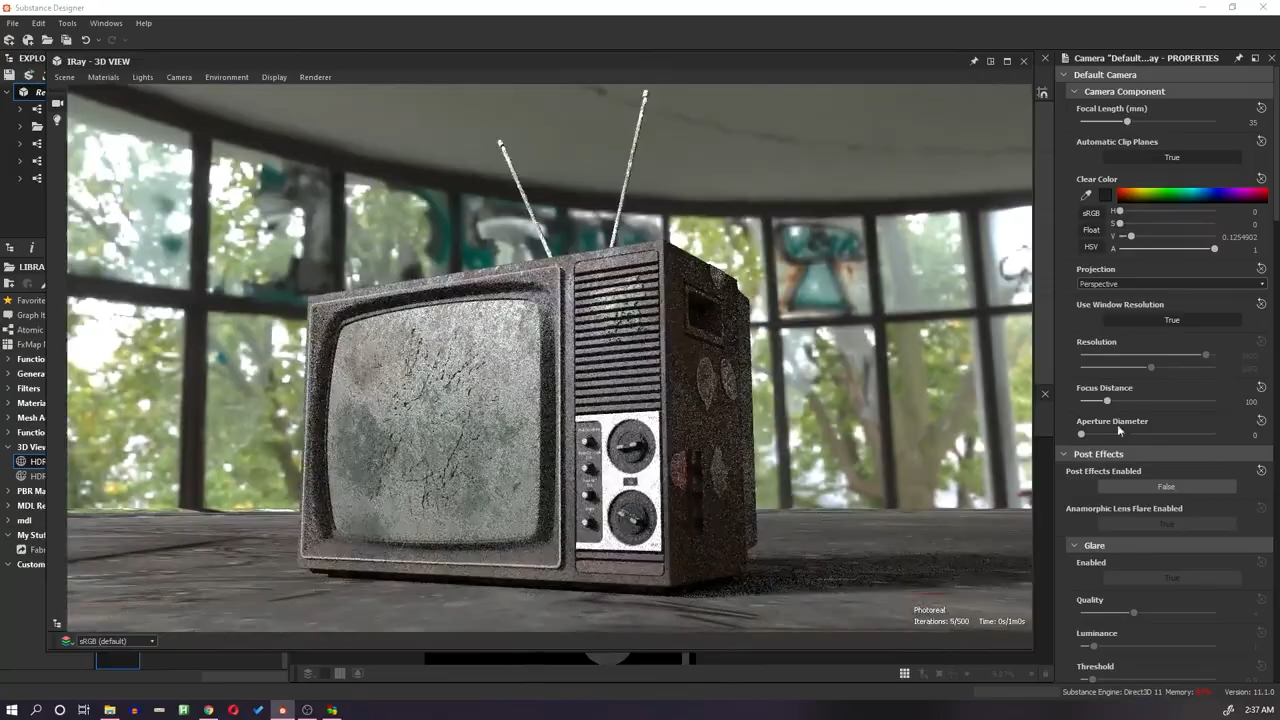 Substance Designer
File Edit Tools Windows Help
EXPLO
IRay - 3D VIEW
Camera "Default...ay - PROPERTIES
Scene Materials Lights Camera Environment Display Renderer
Default Camera
Camera Component
Re
Focal Length (mm)
35
Automatic Clip Planes
True
Clear Color
sRGB
H
0
Float
S
0
V
0.1254902
HSV
A
1
LIBRA
Projection
Perspective
Favorite
Use Window Resolution
Graph It
True
Atomic
FxMap N
Resolution
Functio
Genera
Filters
Focus Distance
Materia
100
Mesh A
Aperture Diameter
Functio
0
3D View
Post Effects
HDR
Post Effects Enabled
HDR
False
PBR Ma
MDL Re
Anamorphic Lens Flare Enabled
mdl
True
My Stuf
Glare
Fab
Enabled
Custom
True
Quality
Photoreal
Iterations: 5/500 Time: 0s/1m0s
Luminance
sRGB (default)
Threshold
Substance Engine: Direct3D 11 Memory:
Version: 11.1.0
2:37 AM